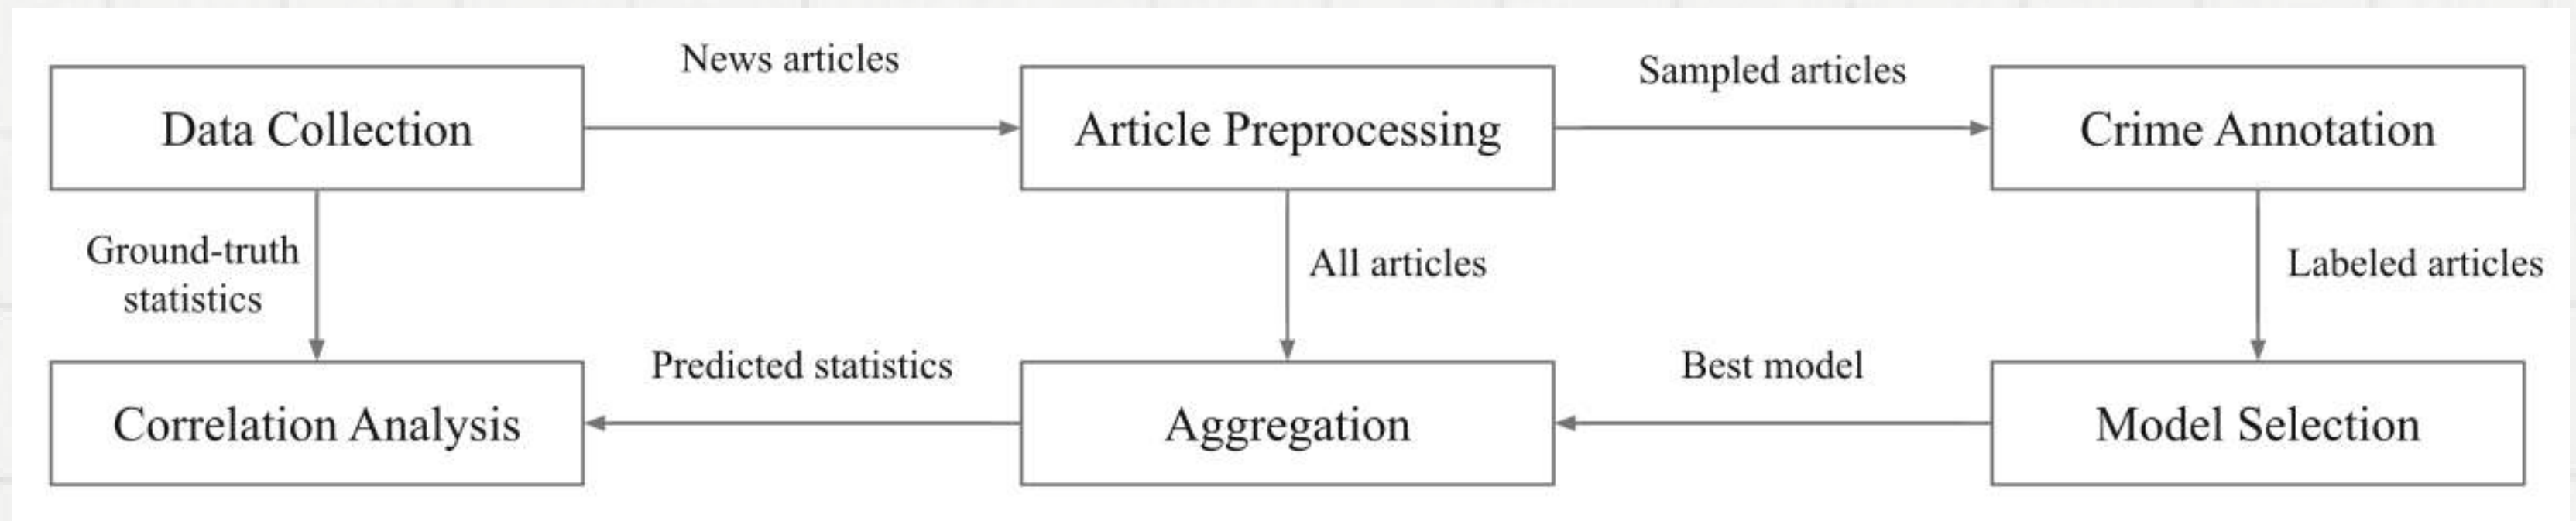 News articles
Sampled articles
Data Collection
Article Preprocessing
Crime Annotation
Ground-truth
statistics
All articles
Labeled articles
Predicted statistics
Best model
Correlation Analysis
Aggregation
Model Selection